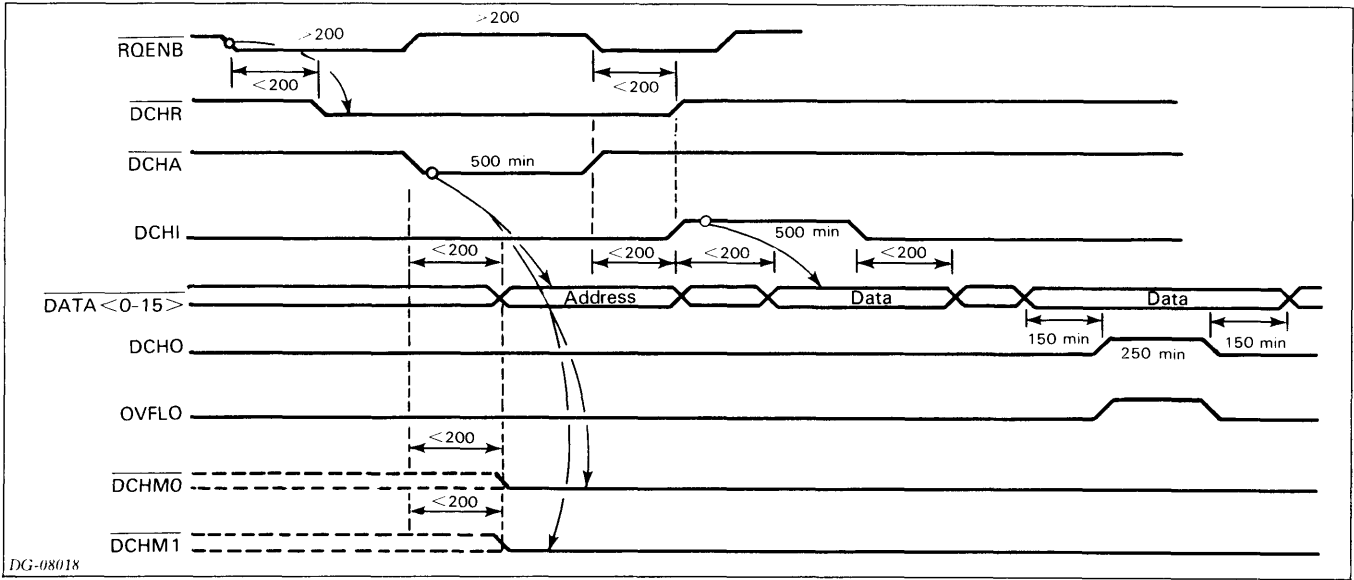 >200
>200
RQENB
<200
<200
DCHR
DCHA
500 min
DCHI
500 min
<200
<200
<200
<200
DATA<0-15>
Address
Data
Data
150 min
250 min
150 min
DCHO
OVFLO
<200
DCHM0
<200
DCHM1
DG-08018